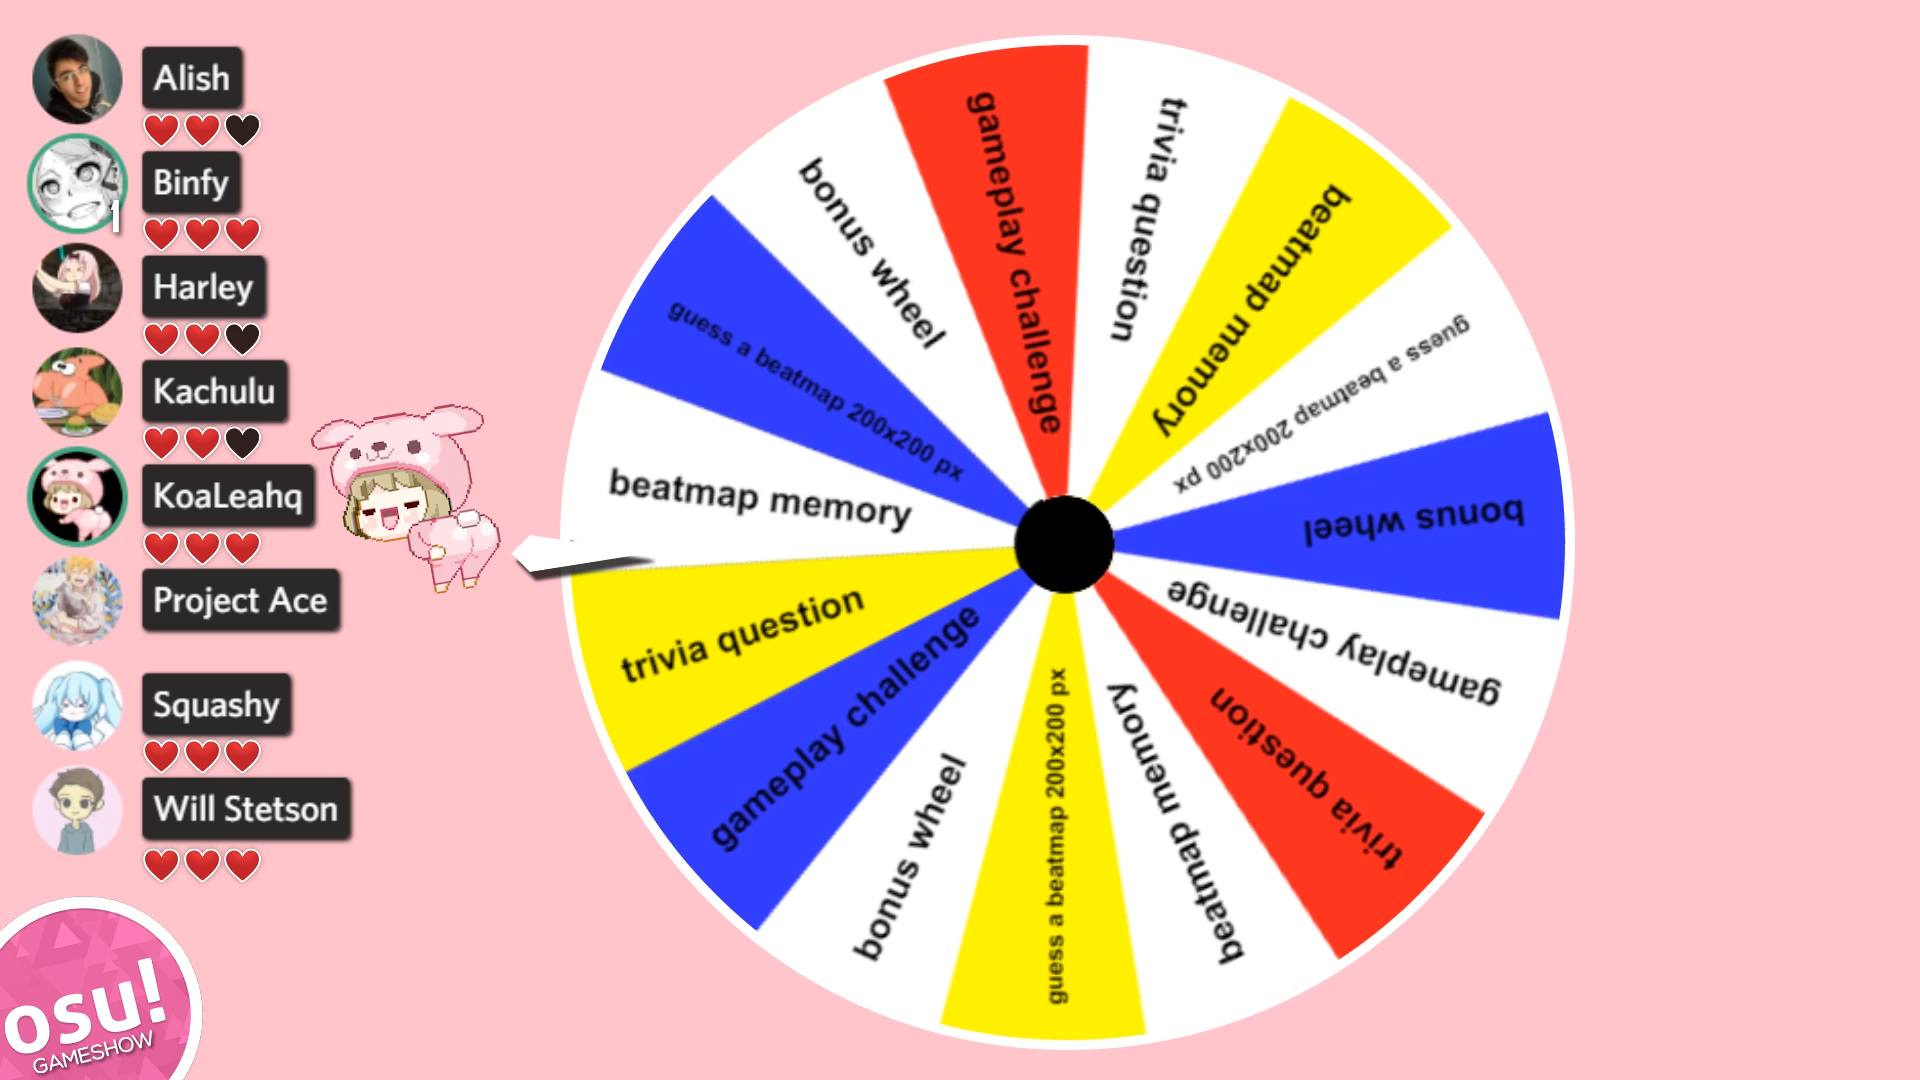 Alish
Binfy
1
Harley
Kachulu
KoaLeahq
Project Ace
Squashy
Will Stetson
osu!
GAMESHOW
gameplay challenge
trivia question
beatmap memory
guess a beatmap 200x200 px
bonus wheel
gameplay challenge
trivia question
beatmap memory
guess a beatmap 200x200 px
bonus wheel
gameplay challenge
trivia question
beatmap memory
guess a beatmap 200x200 px
bonus wheel